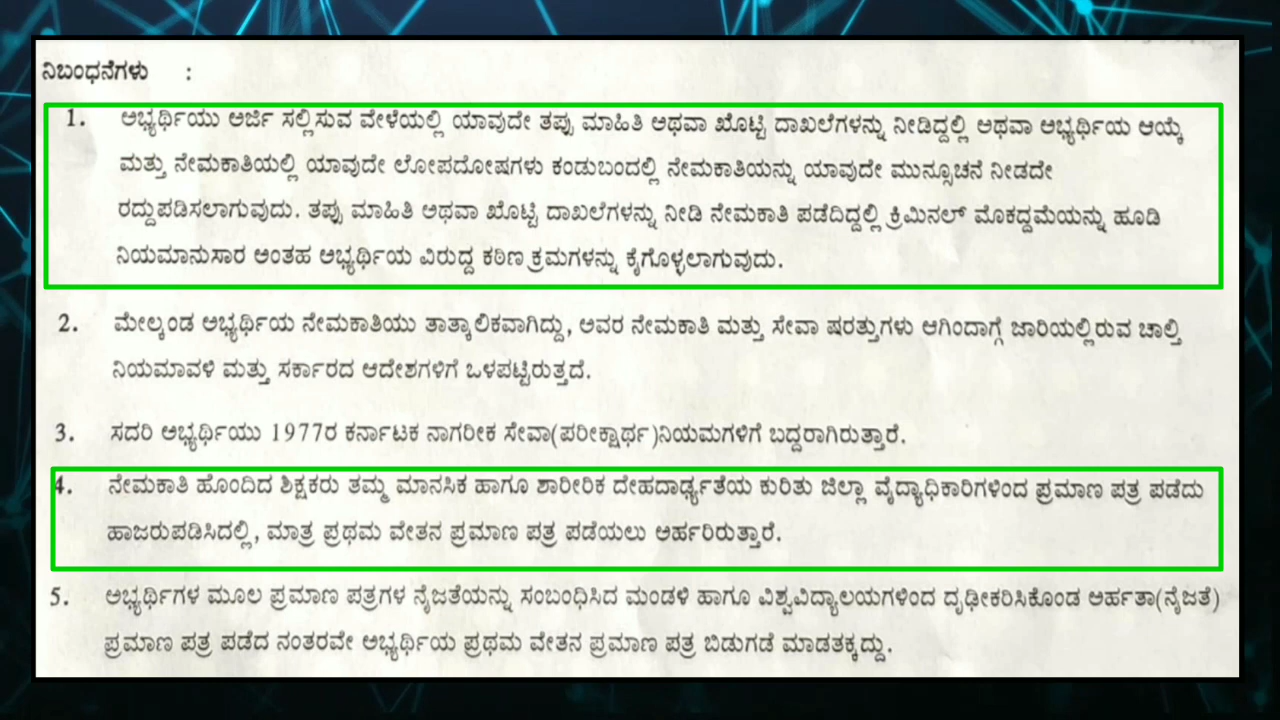 ನಿಬಂಧನೆಗಳು :
1. ಅಭ್ಯರ್ಥಿಯು ಅರ್ಜಿ ಸಲ್ಲಿಸುವ ವೇಳೆಯಲ್ಲಿ ಯಾವುದೇ ತಪ್ಪು ಮಾಹಿತಿ ಅಥವಾ ಖೊಟ್ಟಿ ದಾಖಲೆಗಳನ್ನು ನೀಡಿದ್ದಲ್ಲಿ ಅಥವಾ ಅಭ್ಯರ್ಥಿಯ ಆಯ್ಕೆ
ಮತ್ತು ನೇಮಕಾತಿಯಲ್ಲಿ ಯಾವುದೇ ಲೋಪದೋಷಗಳು ಕಂಡುಬಂದಲ್ಲಿ ನೇಮಕಾತಿಯನ್ನು ಯಾವುದೇ ಮುನ್ಸೂಚನೆ ನೀಡದೇ
ರದ್ದುಪಡಿಸಲಾಗುವುದು. ತಪ್ಪು ಮಾಹಿತಿ ಅಥವಾ ಖೊಟ್ಟಿ ದಾಖಲೆಗಳನ್ನು ನೀಡಿ ನೇಮಕಾತಿ ಪಡೆದಿದ್ದಲ್ಲಿ ಕ್ರಿಮಿನಲ್ ಮೊಕದ್ದಮೆಯನ್ನು ಹೂಡಿ
ನಿಯಮಾನುಸಾರ ಅಂತಹ ಅಭ್ಯರ್ಥಿಯ ವಿರುದ್ಧ ಕಠಿಣ ಕ್ರಮಗಳನ್ನು ಕೈಗೊಳ್ಳಲಾಗುವುದು.
2. ಮೇಲ್ಕಂಡ ಅಭ್ಯರ್ಥಿಯ ನೇಮಕಾತಿಯು ತಾತ್ಕಾಲಿಕವಾಗಿದ್ದು, ಅವರ ನೇಮಕಾತಿ ಮತ್ತು ಸೇವಾ ಷರತ್ತುಗಳು ಆಗಿಂದಾಗ್ಗೆ ಜಾರಿಯಲ್ಲಿರುವ ಚಾಲ್ತಿ
ನಿಯಮಾವಳಿ ಮತ್ತು ಸರ್ಕಾರದ ಆದೇಶಗಳಿಗೆ ಒಳಪಟ್ಟಿರುತ್ತದೆ.
3. ಸದರಿ ಅಭ್ಯರ್ಥಿಯು 1977ರ ಕರ್ನಾಟಕ ನಾಗರೀಕ ಸೇವಾ(ಪರೀಕ್ಷಾರ್ಥ)ನಿಯಮಗಳಿಗೆ ಬದ್ದರಾಗಿರುತ್ತಾರೆ.
4. ನೇಮಕಾತಿ ಹೊಂದಿದ ಶಿಕ್ಷಕರು ತಮ್ಮ ಮಾನಸಿಕ ಹಾಗೂ ಶಾರೀರಿಕ ದೇಹದಾರ್ಢ್ಯತೆಯ ಕುರಿತು ಜಿಲ್ಲಾ ವೈದ್ಯಾಧಿಕಾರಿಗಳಿಂದ ಪ್ರಮಾಣ ಪತ್ರ ಪಡೆದು
ಹಾಜರುಪಡಿಸಿದಲ್ಲಿ, ಮಾತ್ರ ಪ್ರಥಮ ವೇತನ ಪ್ರಮಾಣ ಪತ್ರ ಪಡೆಯಲು ಅರ್ಹರಿರುತ್ತಾರೆ.
5. ಅಭ್ಯರ್ಥಿಗಳ ಮೂಲ ಪ್ರಮಾಣ ಪತ್ರಗಳ ನೈಜತೆಯನ್ನು ಸಂಬಂಧಿಸಿದ ಮಂಡಳಿ ಹಾಗೂ ವಿಶ್ವವಿದ್ಯಾಲಯಗಳಿಂದ ದೃಢೀಕರಿಸಿಕೊಂಡ ಅರ್ಹತಾ(ನೈಜತೆ)
ಪ್ರಮಾಣ ಪತ್ರ ಪಡೆದ ನಂತರವೇ ಅಭ್ಯರ್ಥಿಯ ಪ್ರಥಮ ವೇತನ ಪ್ರಮಾಣ ಪತ್ರ ಬಿಡುಗಡೆ ಮಾಡತಕ್ಕದ್ದು.